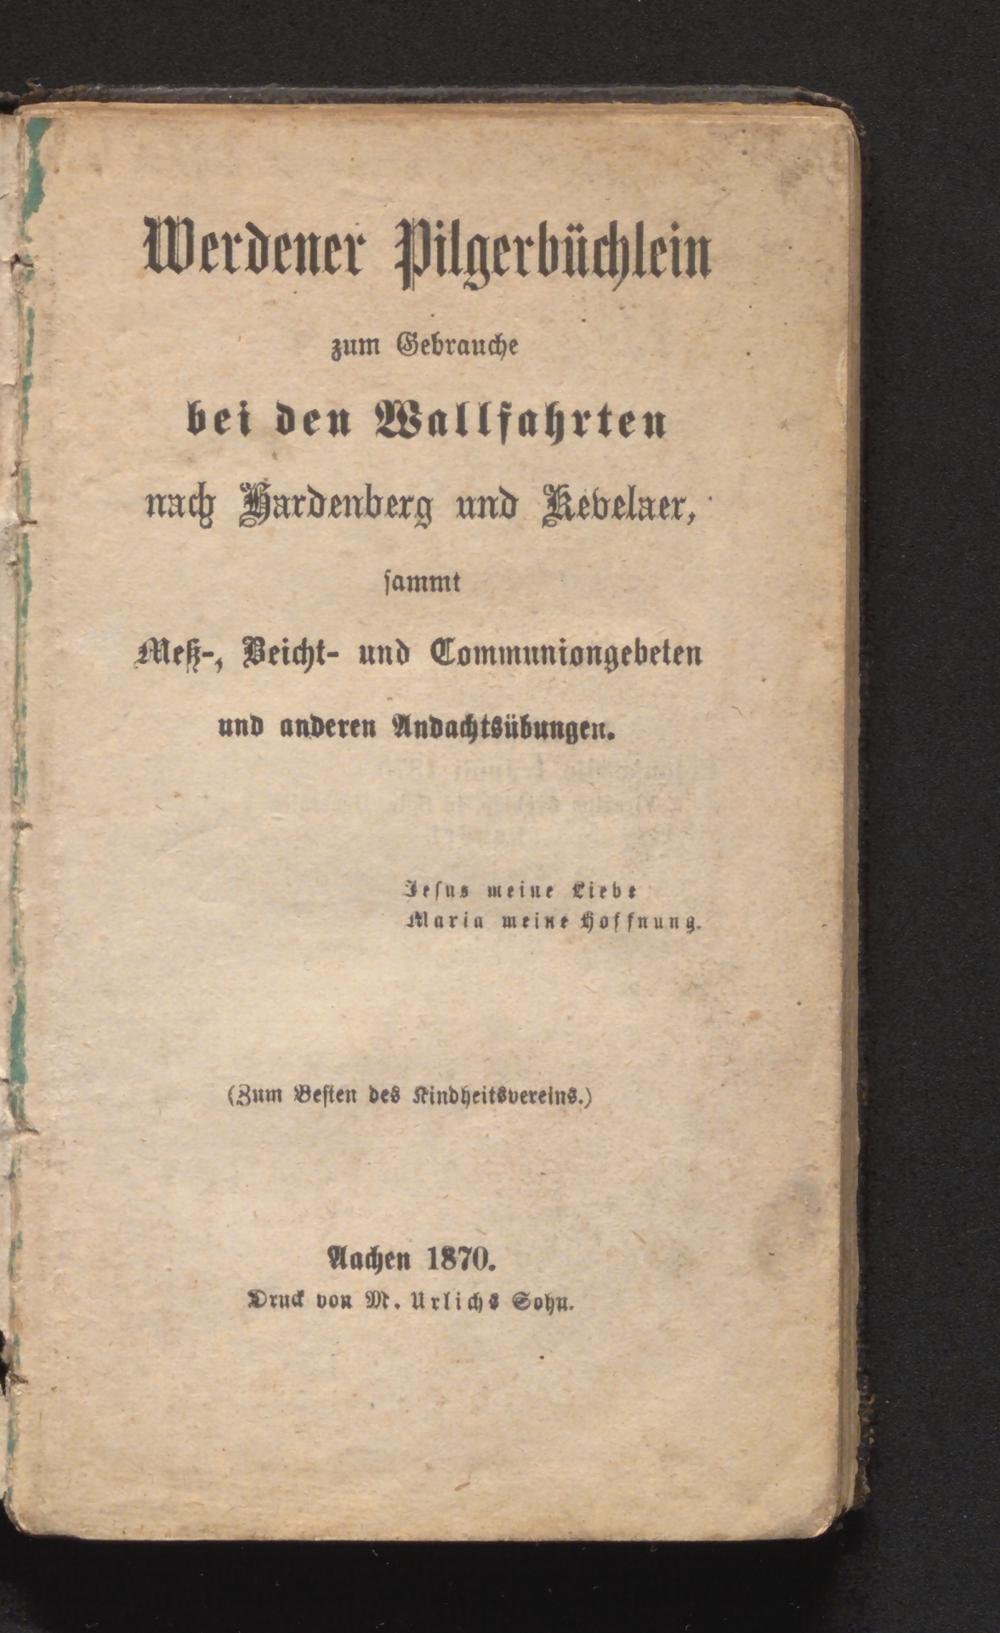 Werdener Pilgerbüchlein
zum Gebrauche
bei den Wallfahrten
nach Hardenberg und Kevelaer,
sammt
Meß-, Beicht- und Communiongebeten
und anderen Andachtsübungen.
Jesus meine Liebe
Maria meine Hoffnung.
(Zum Besten des Kindheitsvereins.)
Aachen 1870.
Druck von M. Urlichs Sohn.